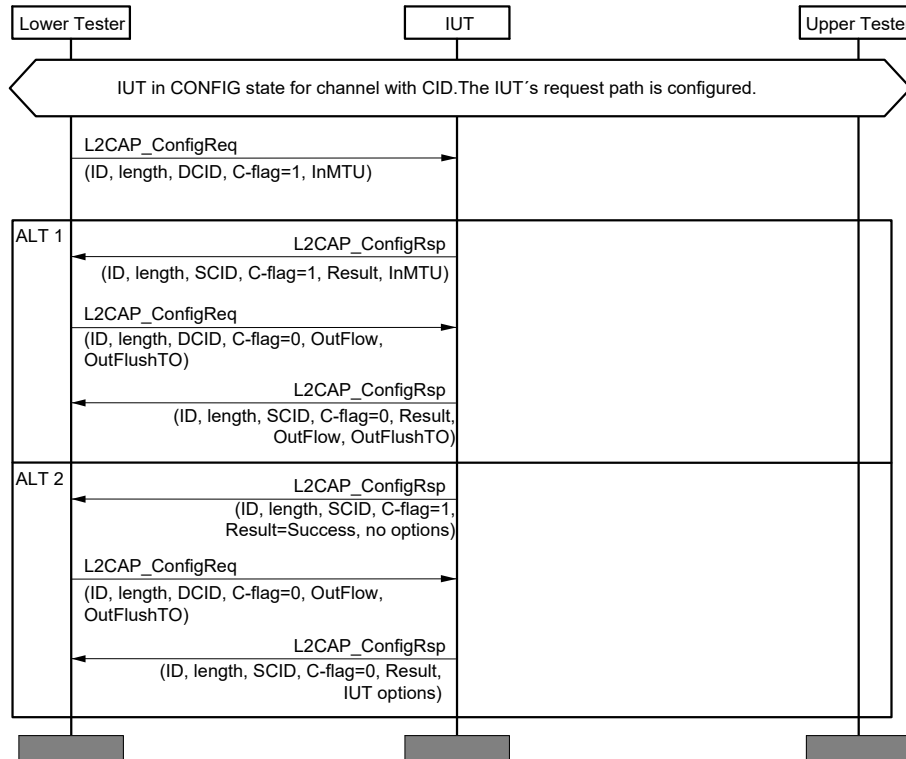 Lower Tester
IUT
Upper Tester
IUT in CONFIG state for channel with CID.The IUT´s request path is configured.
L2CAP_ConfigReq
(ID, length, DCID, C-flag=1, InMTU)
ALT 1
L2CAP_ConfigRsp
(ID, length, SCID, C-flag=1, Result, InMTU)
L2CAP_ConfigReq
(ID, length, DCID, C-flag=0, OutFlow,
OutFlushTO)
L2CAP_ConfigRsp
(ID, length, SCID, C-flag=0, Result,
OutFlow, OutFlushTO)
ALT 2
L2CAP_ConfigRsp
(ID, length, SCID, C-flag=1,
Result=Success, no options)
L2CAP_ConfigReq
(ID, length, DCID, C-flag=0, OutFlow,
OutFlushTO)
L2CAP_ConfigRsp
(ID, length, SCID, C-flag=0, Result,
IUT options)